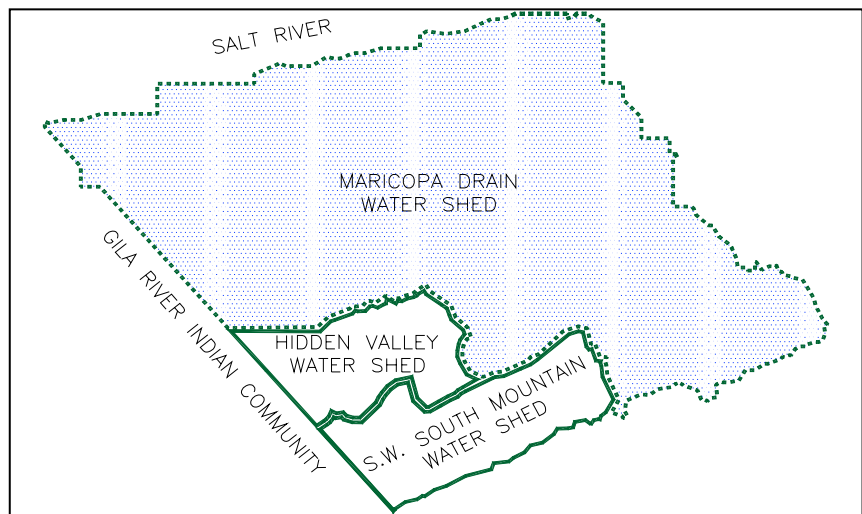 SALT RIVER
MARICOPA DRAIN
WATER SHED
GILA RIVER INDIAN COMMUNITY
HIDDEN VALLEY
WATER SHED
S.W. SOUTH MOUNTAIN
WATER SHED